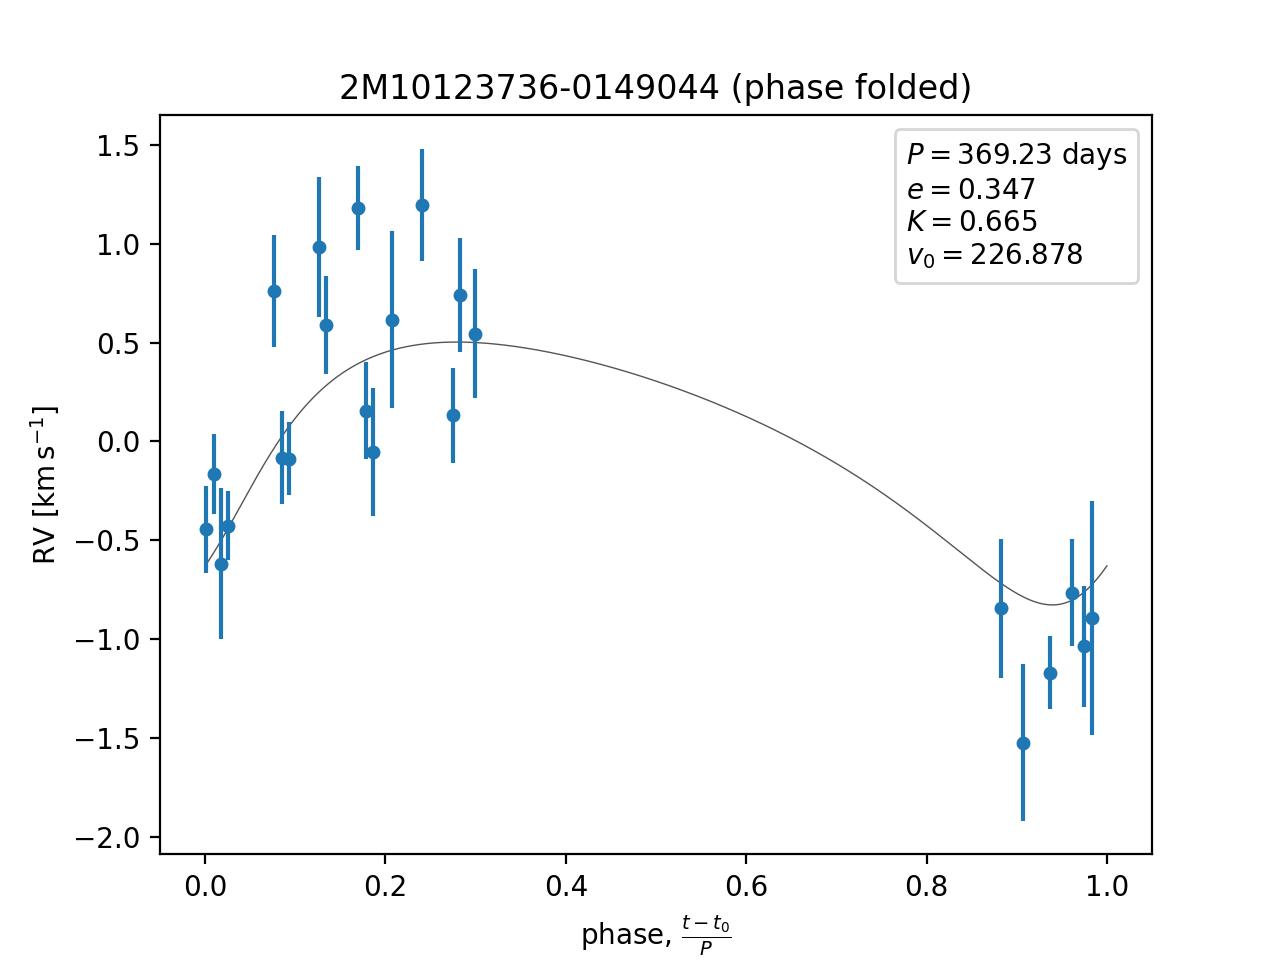 2M10123736-0149044 (phase folded)
P = 369.23 days
e = 0.347
K = 0.665
v₀ = 226.878
RV [km s⁻¹]
1.5
1.0
0.5
0.0
−0.5
−1.0
−1.5
−2.0
0.0 0.2 0.4 0.6 0.8 1.0
phase, (t − t₀)/P